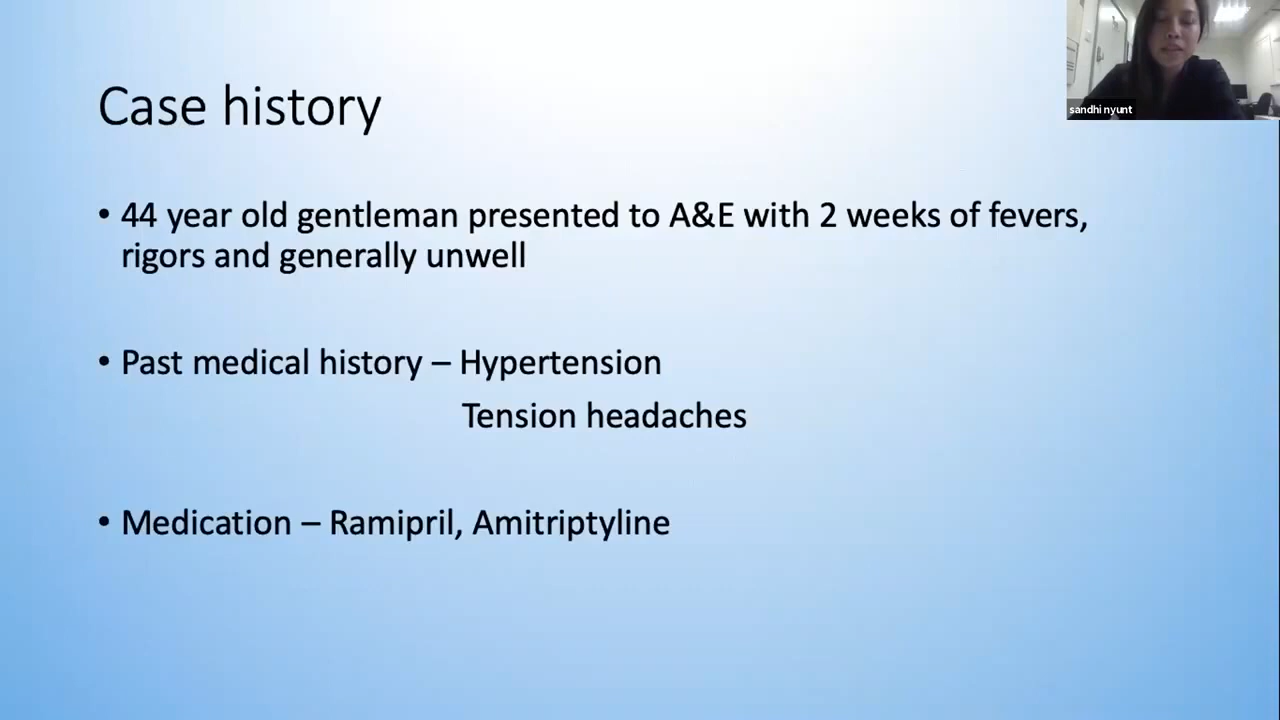 sandhi nyunt
Case history
• 44 year old gentleman presented to A&E with 2 weeks of fevers,
rigors and generally unwell
• Past medical history – Hypertension
Tension headaches
• Medication – Ramipril, Amitriptyline